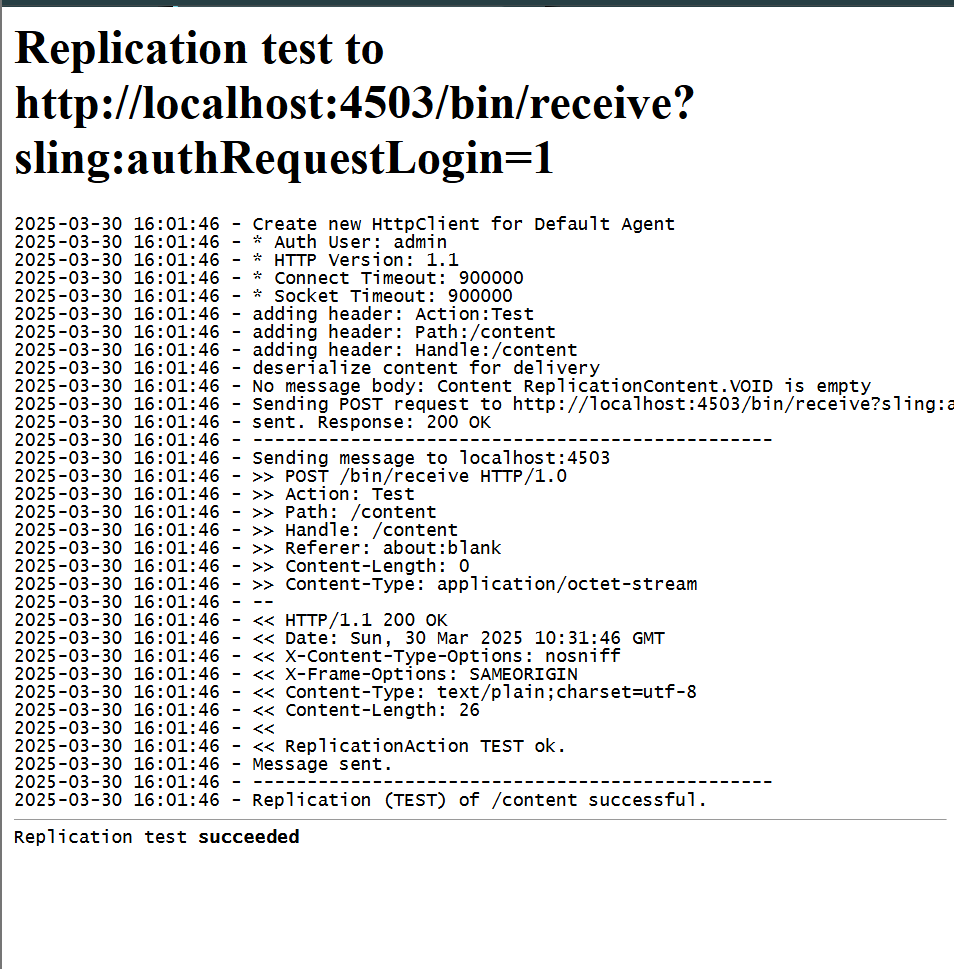 Replication test to
http://localhost:4503/bin/receive?
sling:authRequestLogin=1
2025-03-30 16:01:46 - Create new HttpClient for Default Agent
2025-03-30 16:01:46 - * Auth User: admin
2025-03-30 16:01:46 - * HTTP Version: 1.1
2025-03-30 16:01:46 - * Connect Timeout: 900000
2025-03-30 16:01:46 - * Socket Timeout: 900000
2025-03-30 16:01:46 - adding header: Action:Test
2025-03-30 16:01:46 - adding header: Path:/content
2025-03-30 16:01:46 - adding header: Handle:/content
2025-03-30 16:01:46 - deserialize content for delivery
2025-03-30 16:01:46 - No message body: Content ReplicationContent.VOID is empty
2025-03-30 16:01:46 - Sending POST request to http://localhost:4503/bin/receive?sling:a
2025-03-30 16:01:46 - sent. Response: 200 OK
2025-03-30 16:01:46 - ------------------------------------------------
2025-03-30 16:01:46 - Sending message to localhost:4503
2025-03-30 16:01:46 - >> POST /bin/receive HTTP/1.0
2025-03-30 16:01:46 - >> Action: Test
2025-03-30 16:01:46 - >> Path: /content
2025-03-30 16:01:46 - >> Handle: /content
2025-03-30 16:01:46 - >> Referer: about:blank
2025-03-30 16:01:46 - >> Content-Length: 0
2025-03-30 16:01:46 - >> Content-Type: application/octet-stream
2025-03-30 16:01:46 - --
2025-03-30 16:01:46 - << HTTP/1.1 200 OK
2025-03-30 16:01:46 - << Date: Sun, 30 Mar 2025 10:31:46 GMT
2025-03-30 16:01:46 - << X-Content-Type-Options: nosniff
2025-03-30 16:01:46 - << X-Frame-Options: SAMEORIGIN
2025-03-30 16:01:46 - << Content-Type: text/plain;charset=utf-8
2025-03-30 16:01:46 - << Content-Length: 26
2025-03-30 16:01:46 - <<
2025-03-30 16:01:46 - << ReplicationAction TEST ok.
2025-03-30 16:01:46 - Message sent.
2025-03-30 16:01:46 - ------------------------------------------------
2025-03-30 16:01:46 - Replication (TEST) of /content successful.
Replication test succeeded